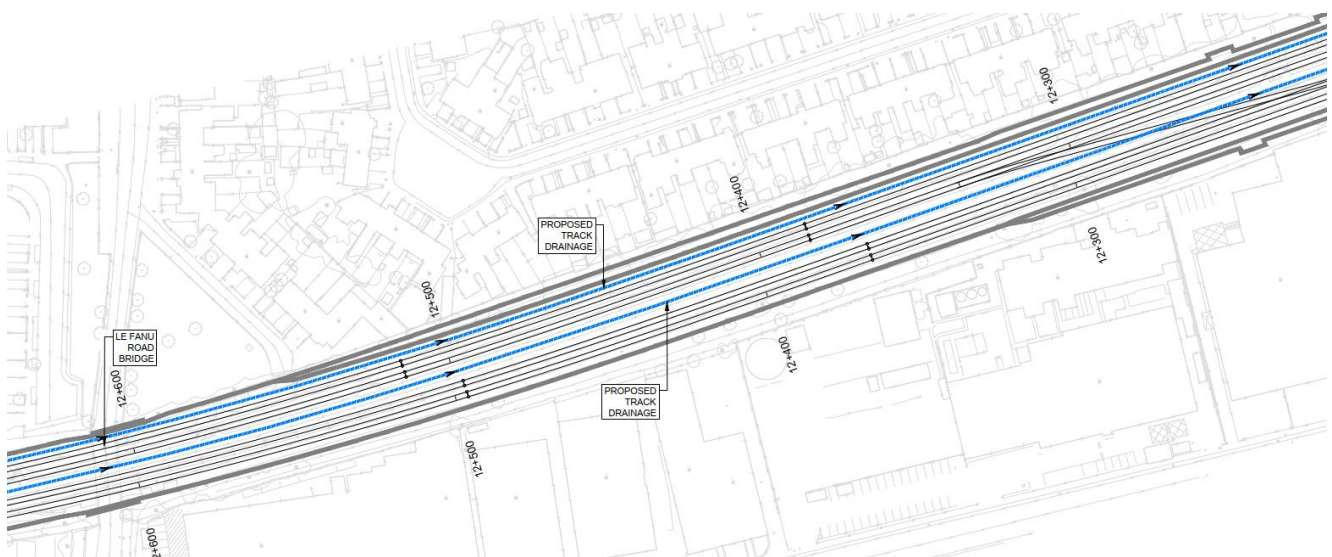 12+300
12+400
PROPOSED
TRACK
DRAINAGE
12+300
12+500
LE FANU
ROAD
BRIDGE
12+400
12+600
PROPOSED
TRACK
DRAINAGE
12+500
12+600